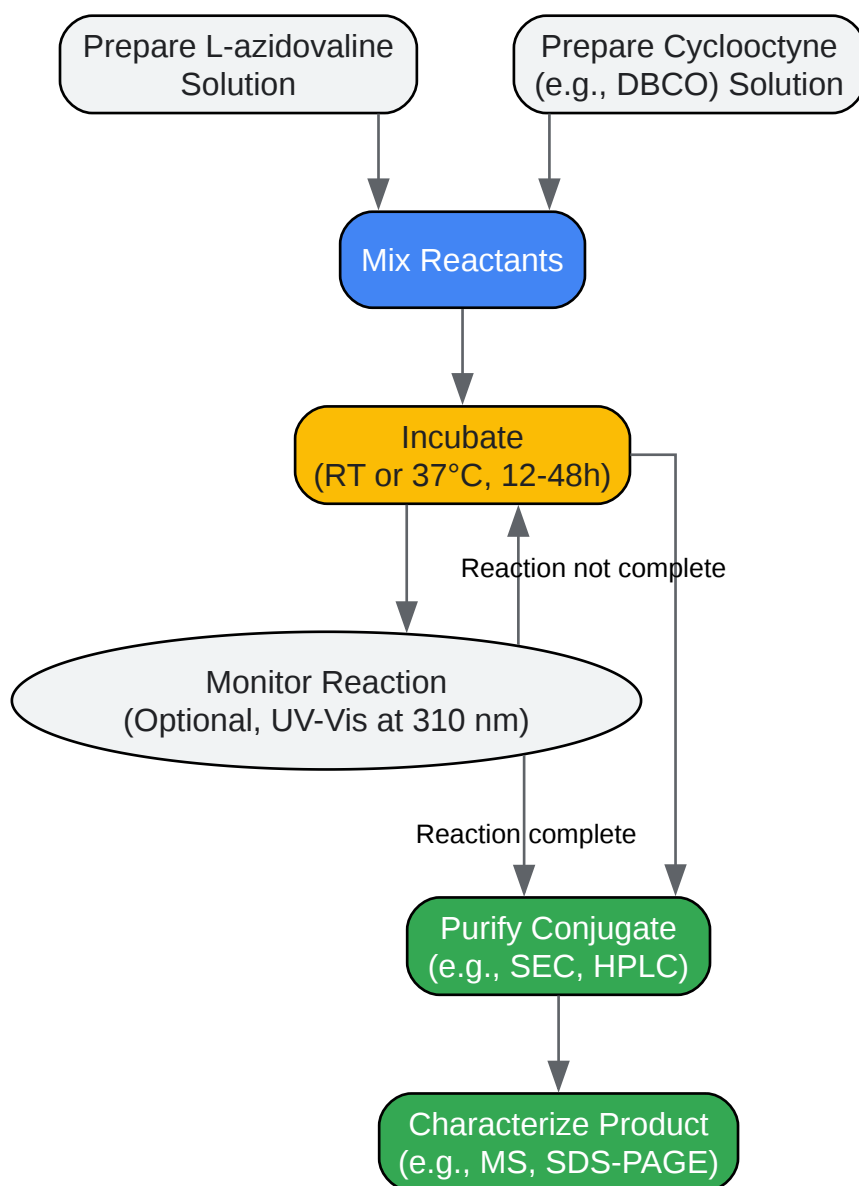 Prepare L-azidovaline
Solution
Prepare Cyclooctyne
(e.g., DBCO) Solution
Mix Reactants
Incubate
(RT or 37°C, 12-48h)
Reaction not complete
Monitor Reaction
(Optional, UV-Vis at 310 nm)
Reaction complete
Purify Conjugate
(e.g., SEC, HPLC)
Characterize Product
(e.g., MS, SDS-PAGE)